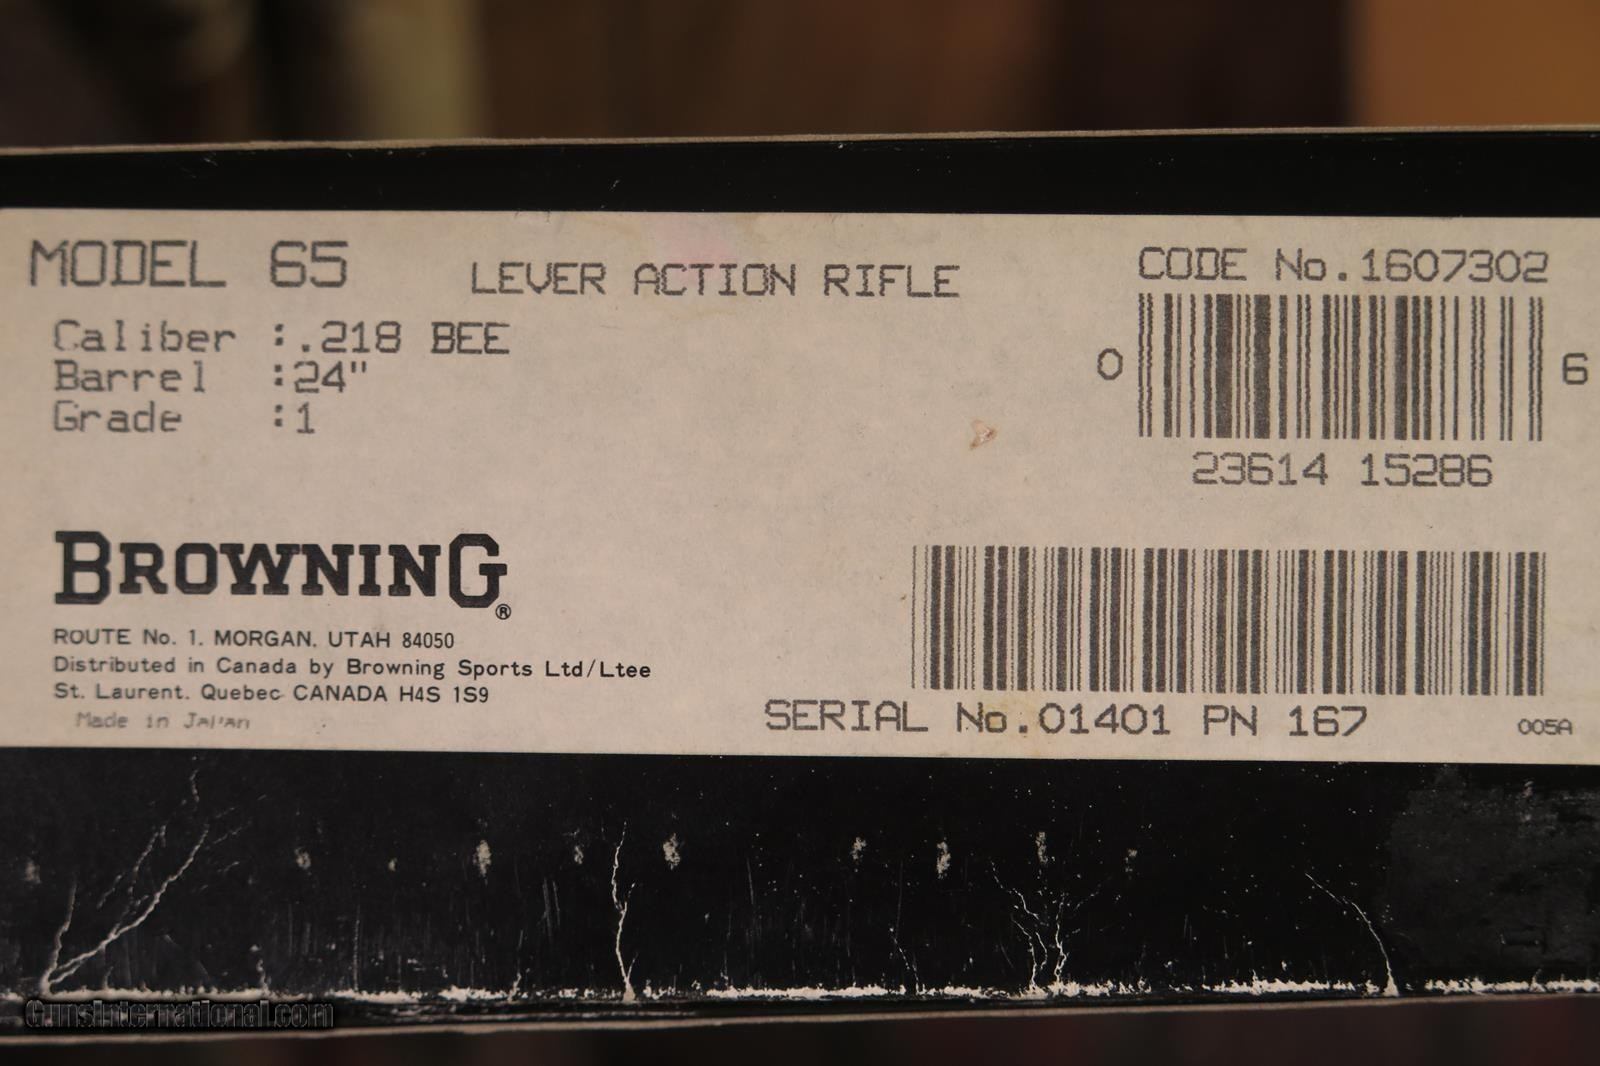 MODEL 65 LEVER ACTION RIFLE CODE No.1607302
Caliber :.218 BEE
Barrel :24"
Grade :1
0 6
23614 15286
BROWNING®
ROUTE No. 1. MORGAN, UTAH 84050
Distributed in Canada by Browning Sports Ltd/Ltee
St. Laurent. Quebec CANADA H4S 1S9
Made in Japan
SERIAL No.01401 PN 167 005A
GunsInternational.com